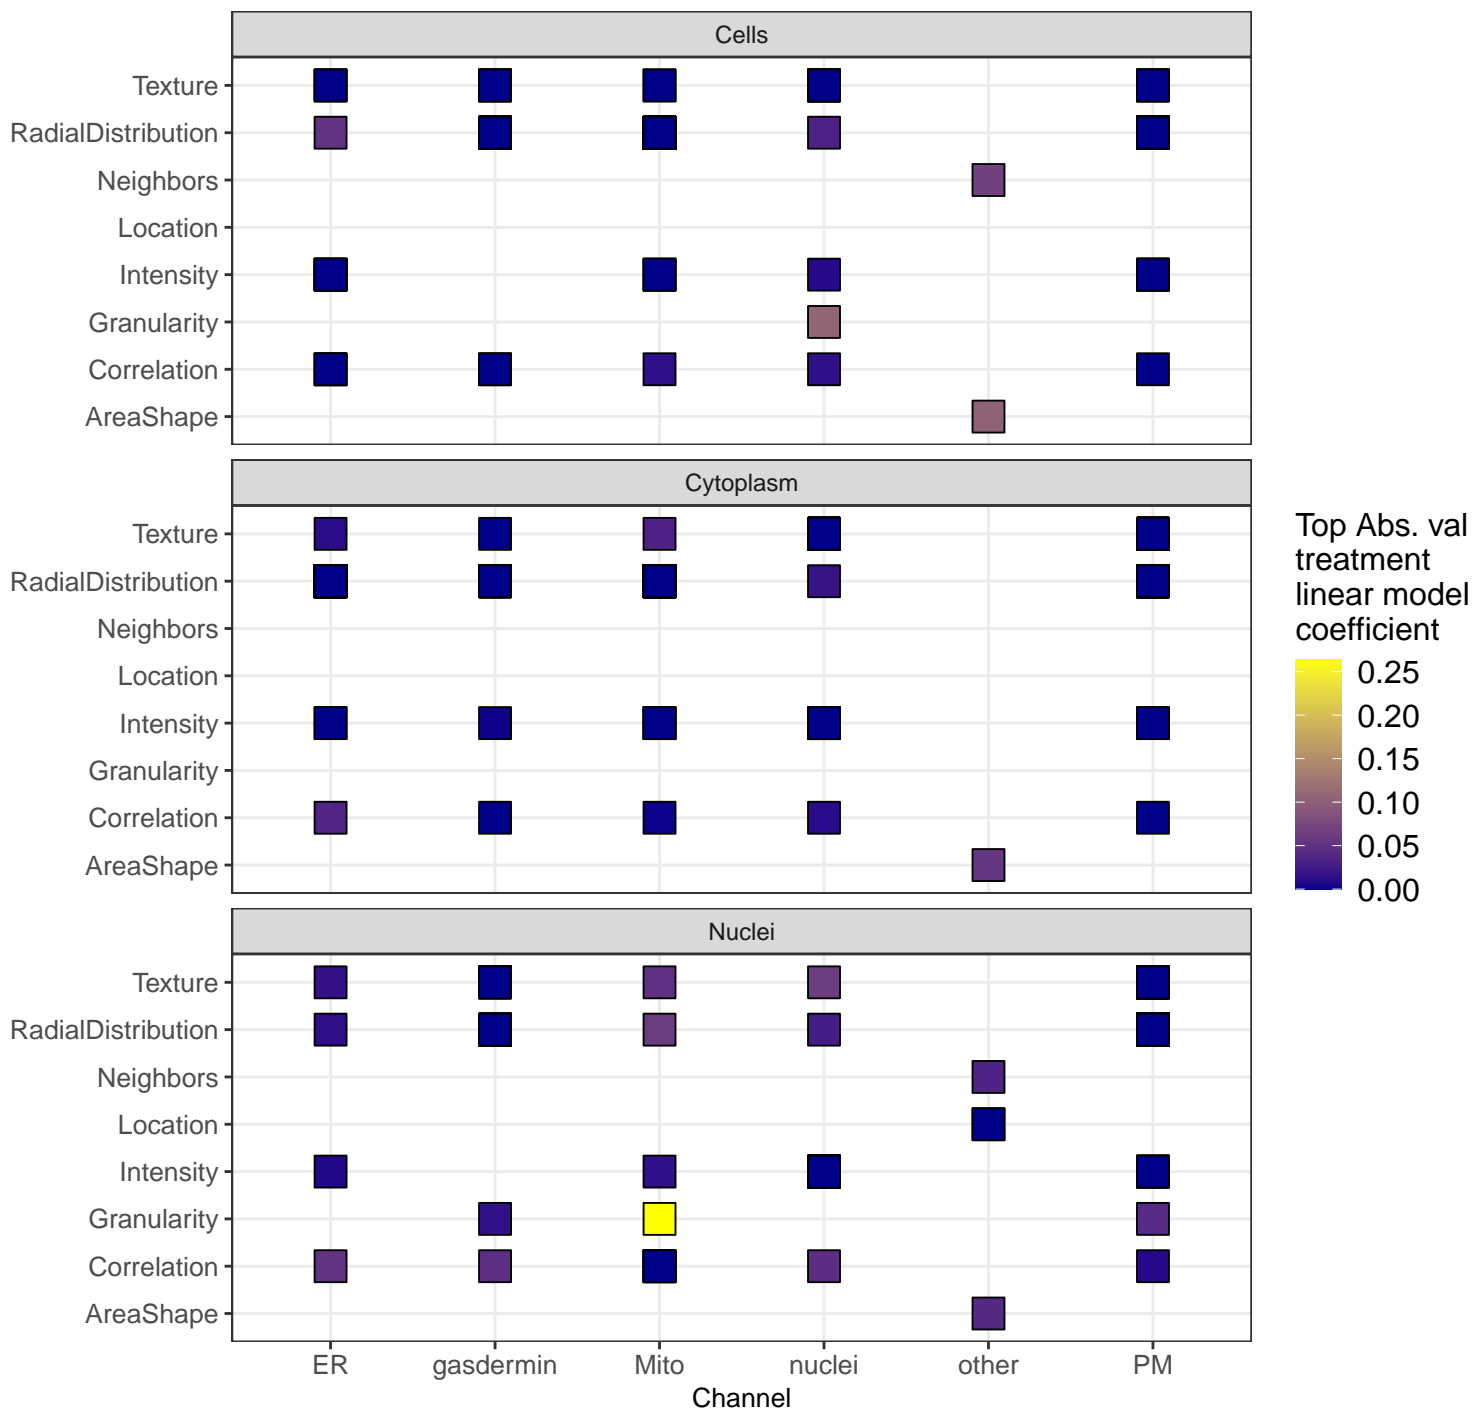 Cells
Texture
RadialDistribution
Neighbors
Location
Intensity
Granularity
Correlation
AreaShape
Cytoplasm
Texture
RadialDistribution
Neighbors
Location
Intensity
Granularity
Correlation
AreaShape
Nuclei
Texture
RadialDistribution
Neighbors
Location
Intensity
Granularity
Correlation
AreaShape
ER gasdermin Mito nuclei other PM
Channel
Top Abs. val
treatment
linear model
coefficient
0.25
0.20
0.15
0.10
0.05
0.00